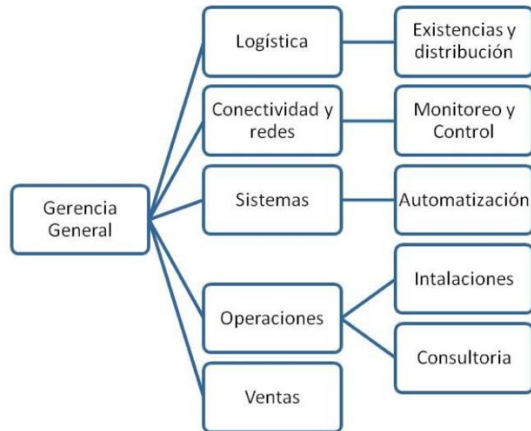 Gerencia
General
Logística
Existencias y
distribución
Conectividad y
redes
Monitoreo y
Control
Sistemas
Automatización
Operaciones
Intalaciones
Consultoria
Ventas